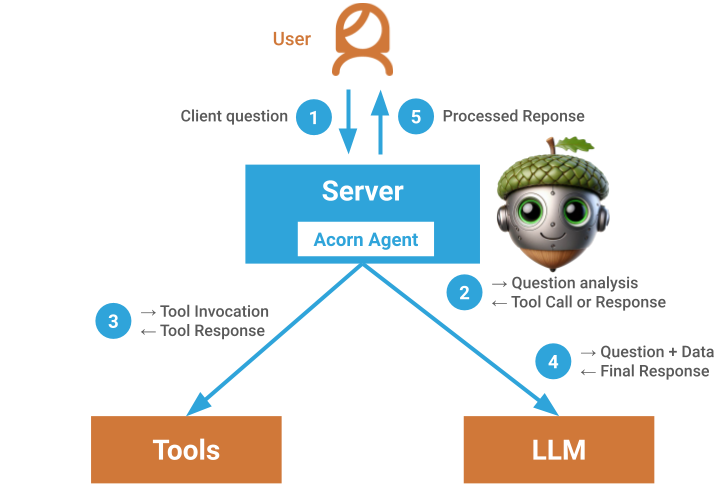 User
Client question
1
5
Processed Reponse
Server
Acorn Agent
2
→ Question analysis
← Tool Call or Response
3
→ Tool Invocation
← Tool Response
4
→ Question + Data
← Final Response
Tools
LLM